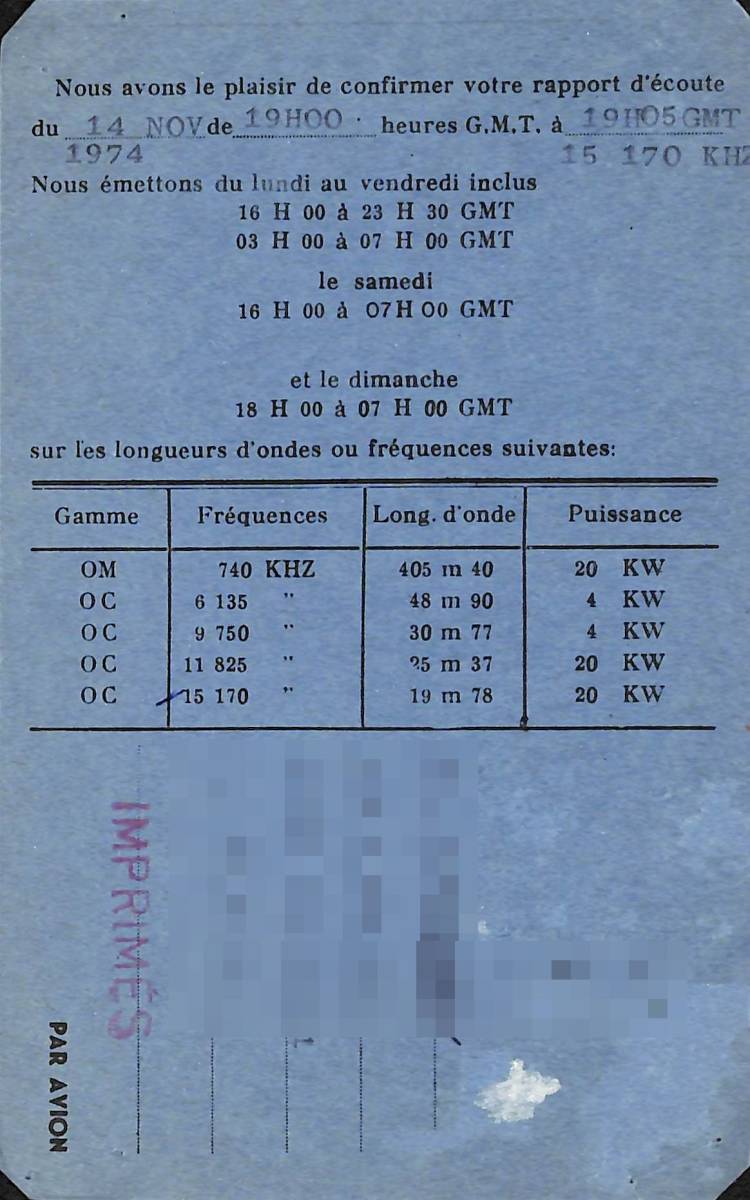 Nous avons le plaisir de confirmer votre rapport d'écoute
du 14 NOV de 19H00 heures G.M.T. à 19H05 GMT
1974 15 170 KHZ
Nous émettons du lundi au vendredi inclus
16 H 00 à 23 H 30 GMT
03 H 00 à 07 H 00 GMT
le samedi
16 H 00 à 07H 00 GMT
et le dimanche
18 H 00 à 07 H 00 GMT
sur les longueurs d'ondes ou fréquences suivantes:
Gamme Fréquences Long. d'onde Puissance
OM 740 KHZ 405 m 40 20 KW
OC 6 135 " 48 m 90 4 KW
OC 9 750 " 30 m 77 4 KW
OC 11 825 " 25 m 37 20 KW
OC 15 170 " 19 m 78 20 KW
IMPRIMÉS
PAR AVION